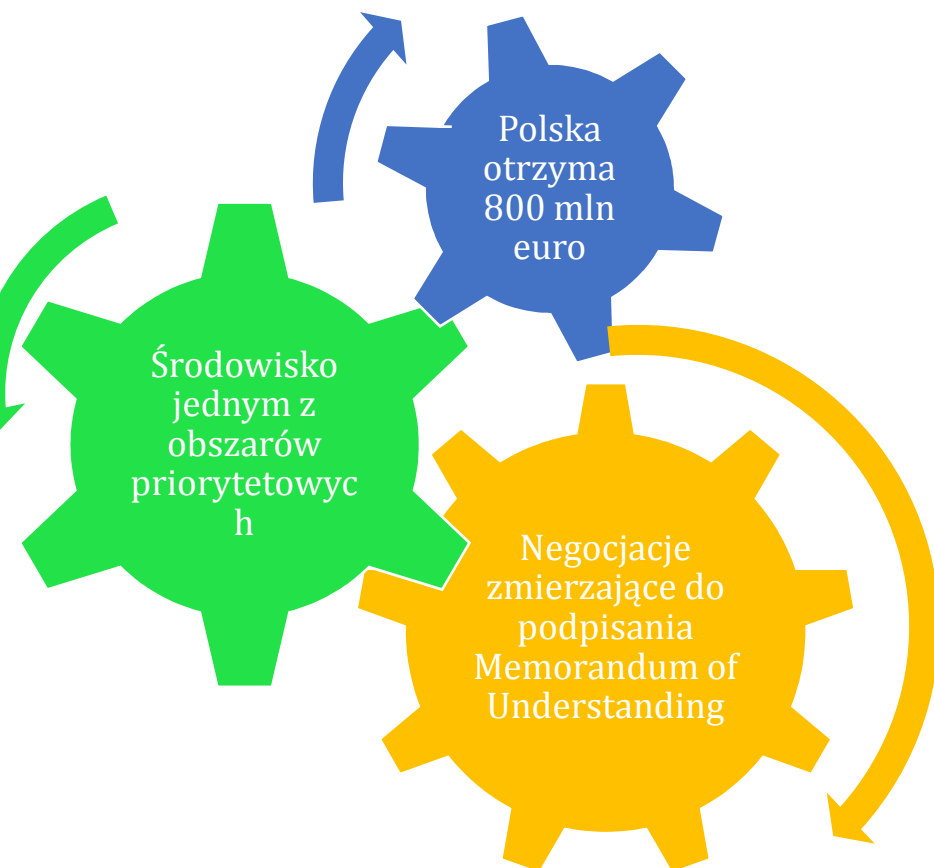 Polska
otrzyma
800 mln
euro
Środowisko
jednym z
obszarów
priorytetowyc
h
Negocjacje
zmierzające do
podpisania
Memorandum of
Understanding